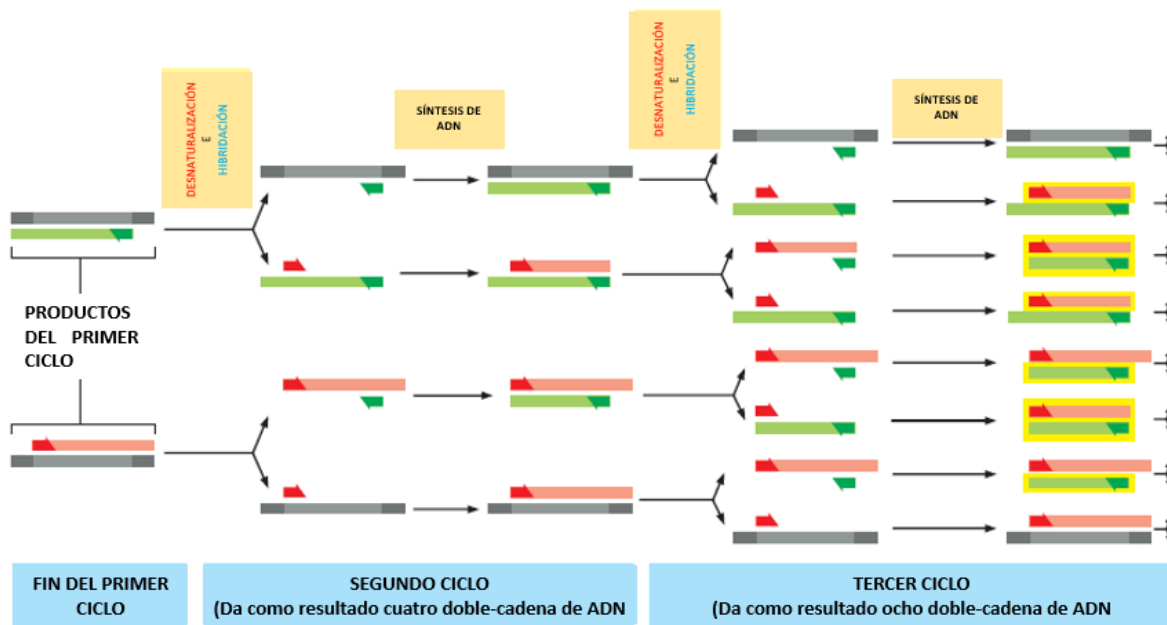 DESNATURALIZACIÓN
E
HIBRIDACIÓN
SÍNTESIS DE
ADN
DESNATURALIZACIÓN
E
HIBRIDACIÓN
SÍNTESIS DE
ADN
PRODUCTOS
DEL PRIMER
CICLO
FIN DEL PRIMER
CICLO
SEGUNDO CICLO
(Da como resultado cuatro doble-cadena de ADN
TERCER CICLO
(Da como resultado ocho doble-cadena de ADN